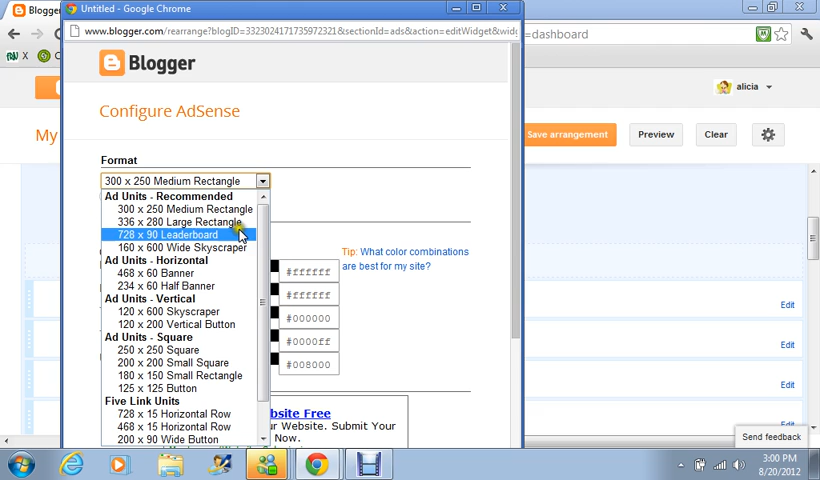 Untitled - Google Chrome
www.blogger.com/rearrange?blogID=3323024171735972321&sectionId=ads&action=editWidget&widg
=dashboard
Blogger
alicia
Configure AdSense
My
Save arrangement
Preview
Clear
Format
300 x 250 Medium Rectangle
Ad Units - Recommended
300 x 250 Medium Rectangle
336 x 280 Large Rectangle
728 x 90 Leaderboard
160 x 600 Wide Skyscraper
Ad Units - Horizontal
468 x 60 Banner
234 x 60 Half Banner
Ad Units - Vertical
120 x 600 Skyscraper
120 x 200 Vertical Button
Ad Units - Square
250 x 250 Square
200 x 200 Small Square
180 x 150 Small Rectangle
125 x 125 Button
Five Link Units
728 x 15 Horizontal Row
468 x 15 Horizontal Row
200 x 90 Wide Button
Tip: What color combinations
are best for my site?
#ffffff
#ffffff
#000000
#0000ff
#008000
bsite Free
ur Website. Submit Your
Now.
Edit
Edit
Edit
Edit
Send feedback
3:00 PM
8/20/2012